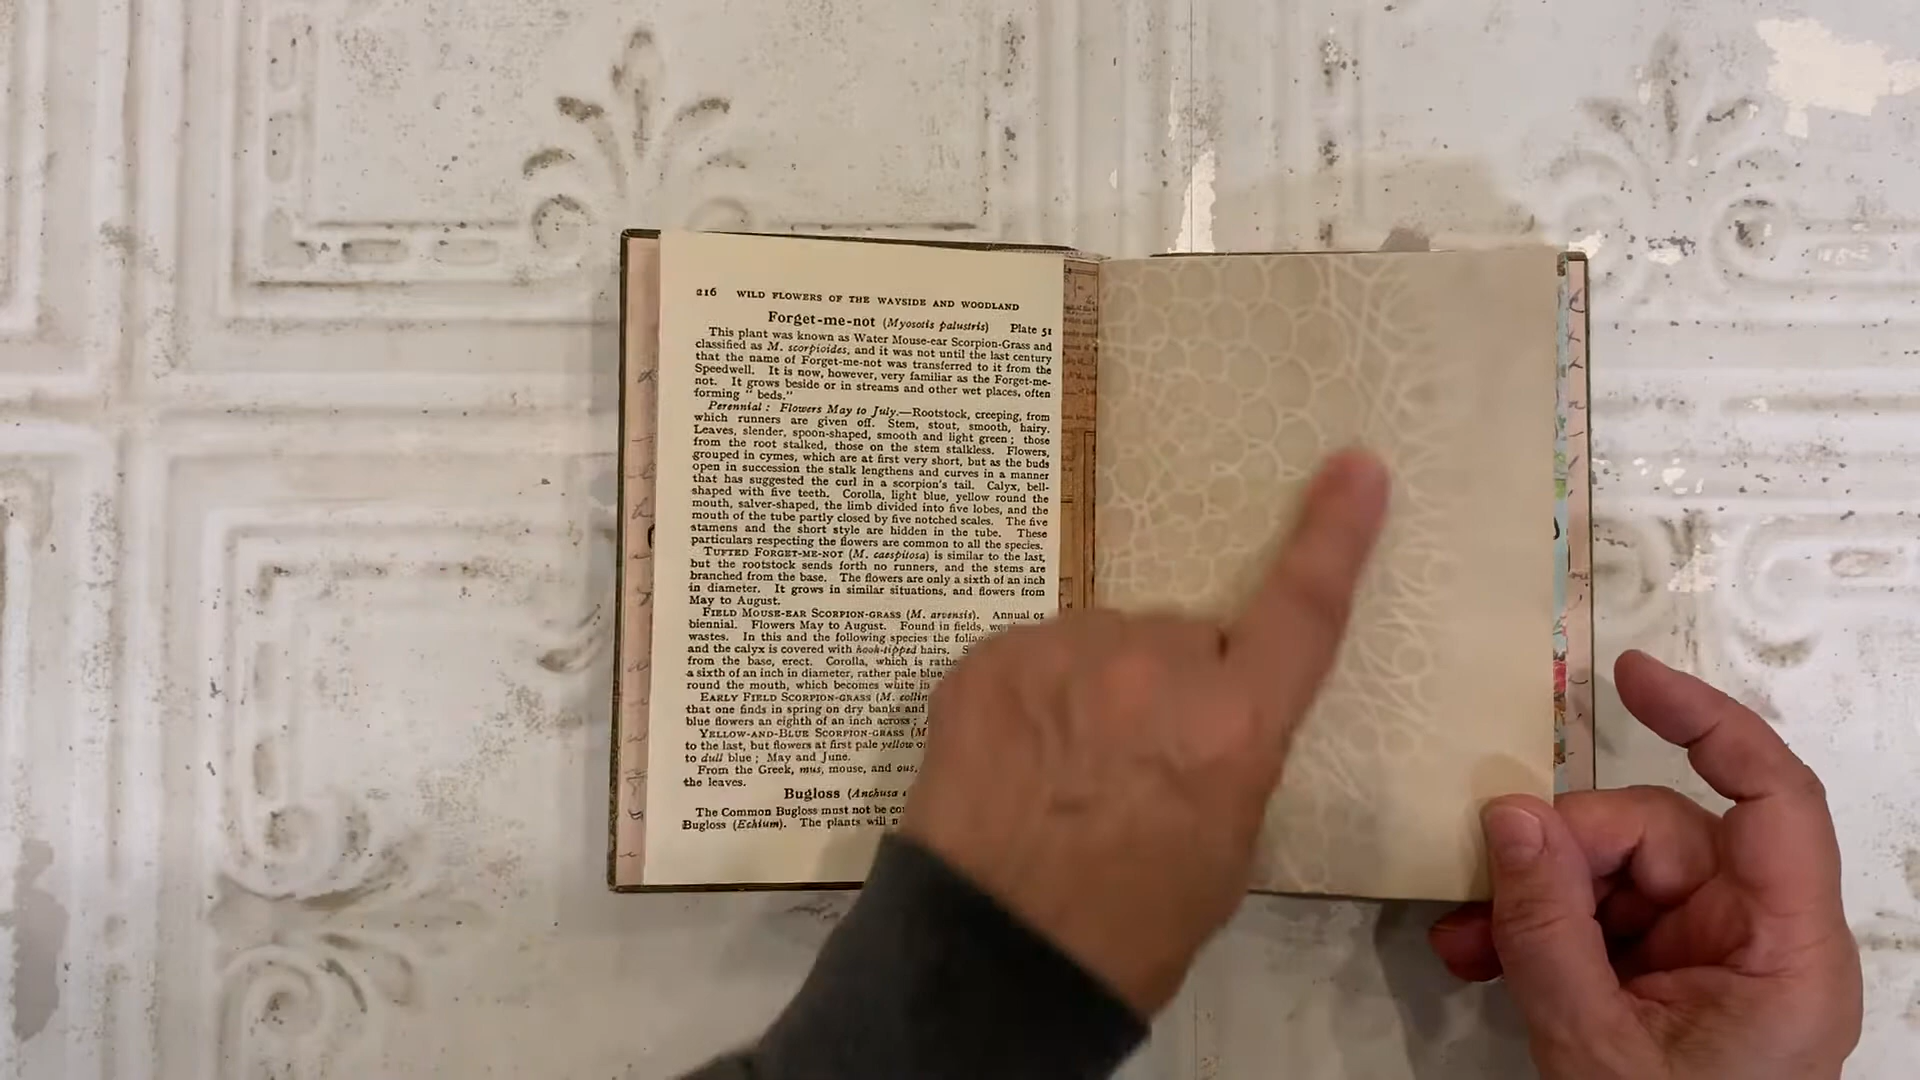 216 WILD FLOWERS OF THE WAYSIDE AND WOODLAND
Forget-me-not (Myosotis palustris) Plate 51
This plant was known as Water Mouse-ear Scorpion-Grass and
classified as M. scorpioides, and it was not until the last century
that the name of Forget-me-not was transferred to it from the
Speedwell. It is now, however, very familiar as the Forget-me-
not. It grows beside or in streams and other wet places, often
forming "beds."
Perennial: Flowers May to July.—Rootstock, creeping, from
which runners are given off. Stem, stout, smooth, hairy.
Leaves, slender, spoon-shaped, smooth and light green; those
from the root stalked, those on the stem stalkless. Flowers,
grouped in cymes, which are at first very short, but as the buds
open in succession the stalk lengthens and curves in a manner
that has suggested the curl in a scorpion's tail. Calyx, bell-
shaped with five teeth. Corolla, light blue, yellow round the
mouth, salver-shaped, the limb divided into five lobes, and the
mouth of the tube partly closed by five notched scales. The five
stamens and the short style are hidden in the tube. These
particulars respecting the flowers are common to all the species.
TUFTED FORGET-ME-NOT (M. caespitosa) is similar to the last,
but the rootstock sends forth no runners, and the stems are
branched from the base. The flowers are only a sixth of an inch
in diameter. It grows in similar situations, and flowers from
May to August.
FIELD MOUSE-EAR SCORPION-GRASS (M. arvensis). Annual or
biennial. Flowers May to August. Found in fields,
wastes. In this and the following species the
and the calyx is covered with hook-tipped hairs.
from the base, erect. Corolla, which is
a sixth of an inch in diameter, rather pale blue,
round the mouth, which becomes white in
EARLY FIELD SCORPION-GRASS (M.
that one finds in spring on dry banks and
blue flowers an eighth of an inch across;
YELLOW-AND-BLUE SCORPION-GRASS (M
to the last, but flowers at first pale yellow
to dull blue; May and June.
From the Greek, mus, mouse, and ous,
the leaves.
Bugloss (Anchusa
The Common Bugloss must not be
Bugloss (Echium). The plants will